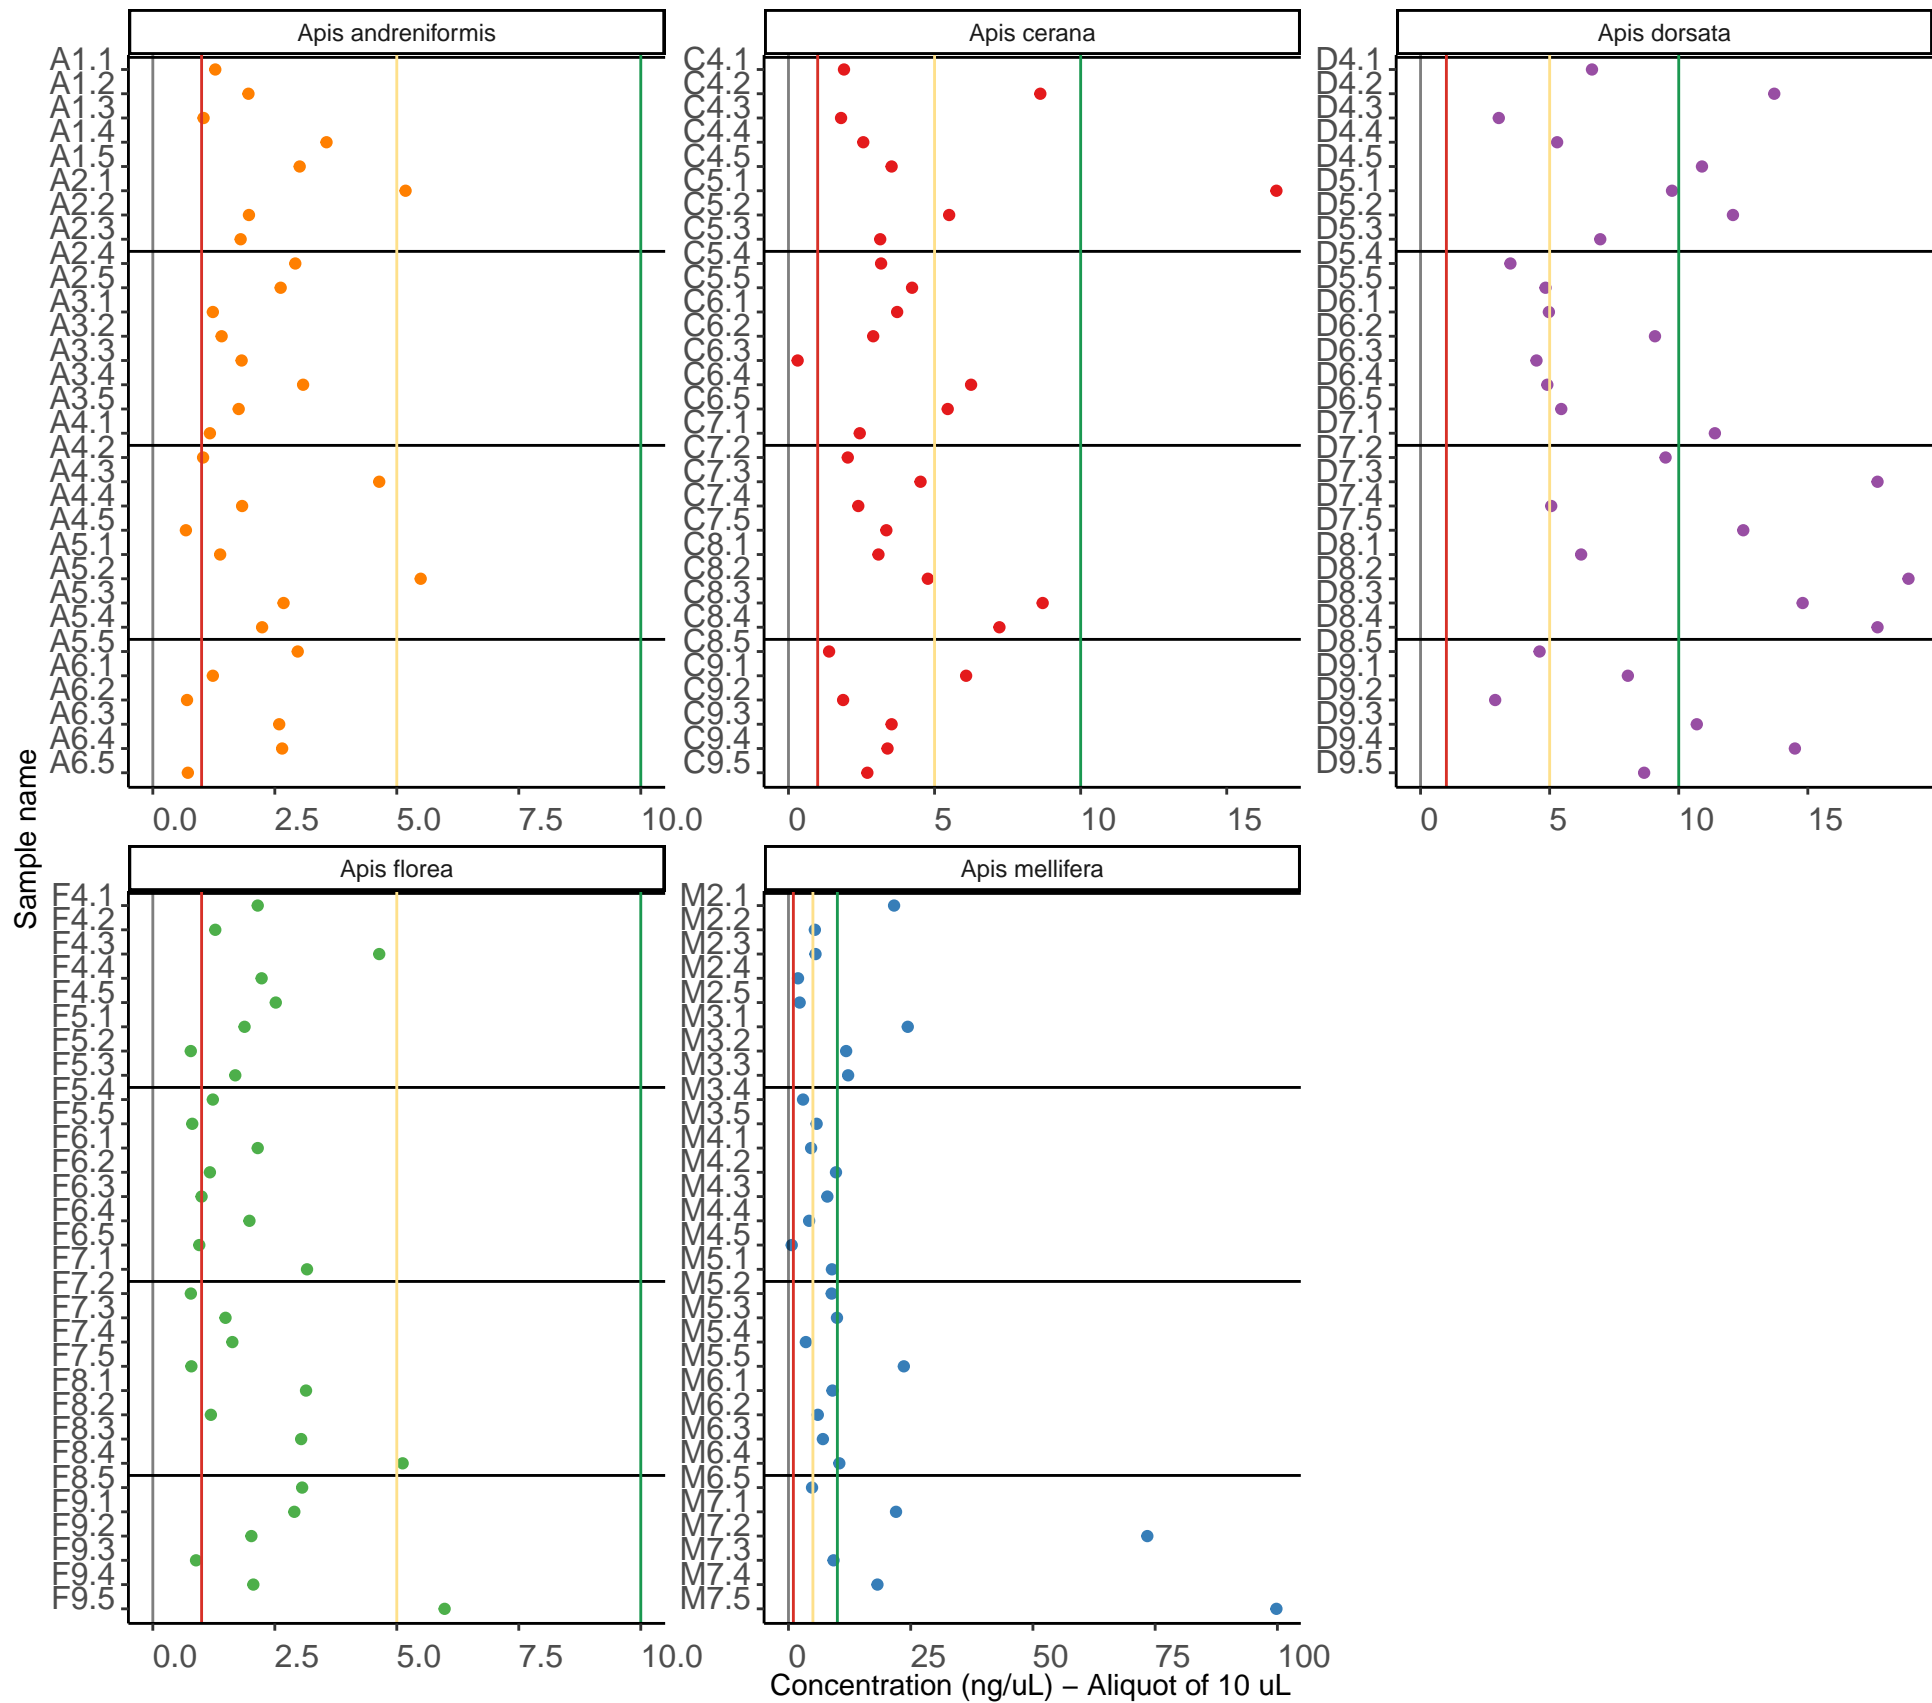 Apis andreniformis
Apis cerana
Apis dorsata
A1.1
A1.2
A1.3
A1.4
A1.5
A2.1
A2.2
A2.3
A2.4
A2.5
A3.1
A3.2
A3.3
A3.4
A3.5
A4.1
A4.2
A4.3
A4.4
A4.5
A5.1
A5.2
A5.3
A5.4
A5.5
A6.1
A6.2
A6.3
A6.4
A6.5
0.0 2.5 5.0 7.5 10.0
C4.1
C4.2
C4.3
C4.4
C4.5
C5.1
C5.2
C5.3
C5.4
C5.5
C6.1
C6.2
C6.3
C6.4
C6.5
C7.1
C7.2
C7.3
C7.4
C7.5
C8.1
C8.2
C8.3
C8.4
C8.5
C9.1
C9.2
C9.3
C9.4
C9.5
0 5 10 15
D4.1
D4.2
D4.3
D4.4
D4.5
D5.1
D5.2
D5.3
D5.4
D5.5
D6.1
D6.2
D6.3
D6.4
D6.5
D7.1
D7.2
D7.3
D7.4
D7.5
D8.1
D8.2
D8.3
D8.4
D8.5
D9.1
D9.2
D9.3
D9.4
D9.5
0 5 10 15
Sample name
Apis florea
Apis mellifera
F4.1
F4.2
F4.3
F4.4
F4.5
F5.1
F5.2
F5.3
F5.4
F5.5
F6.1
F6.2
F6.3
F6.4
F6.5
F7.1
F7.2
F7.3
F7.4
F7.5
F8.1
F8.2
F8.3
F8.4
F8.5
F9.1
F9.2
F9.3
F9.4
F9.5
0.0 2.5 5.0 7.5 10.0
M2.1
M2.2
M2.3
M2.4
M2.5
M3.1
M3.2
M3.3
M3.4
M3.5
M4.1
M4.2
M4.3
M4.4
M4.5
M5.1
M5.2
M5.3
M5.4
M5.5
M6.1
M6.2
M6.3
M6.4
M6.5
M7.1
M7.2
M7.3
M7.4
M7.5
0 25 50 75 100
Concentration (ng/uL) – Aliquot of 10 uL